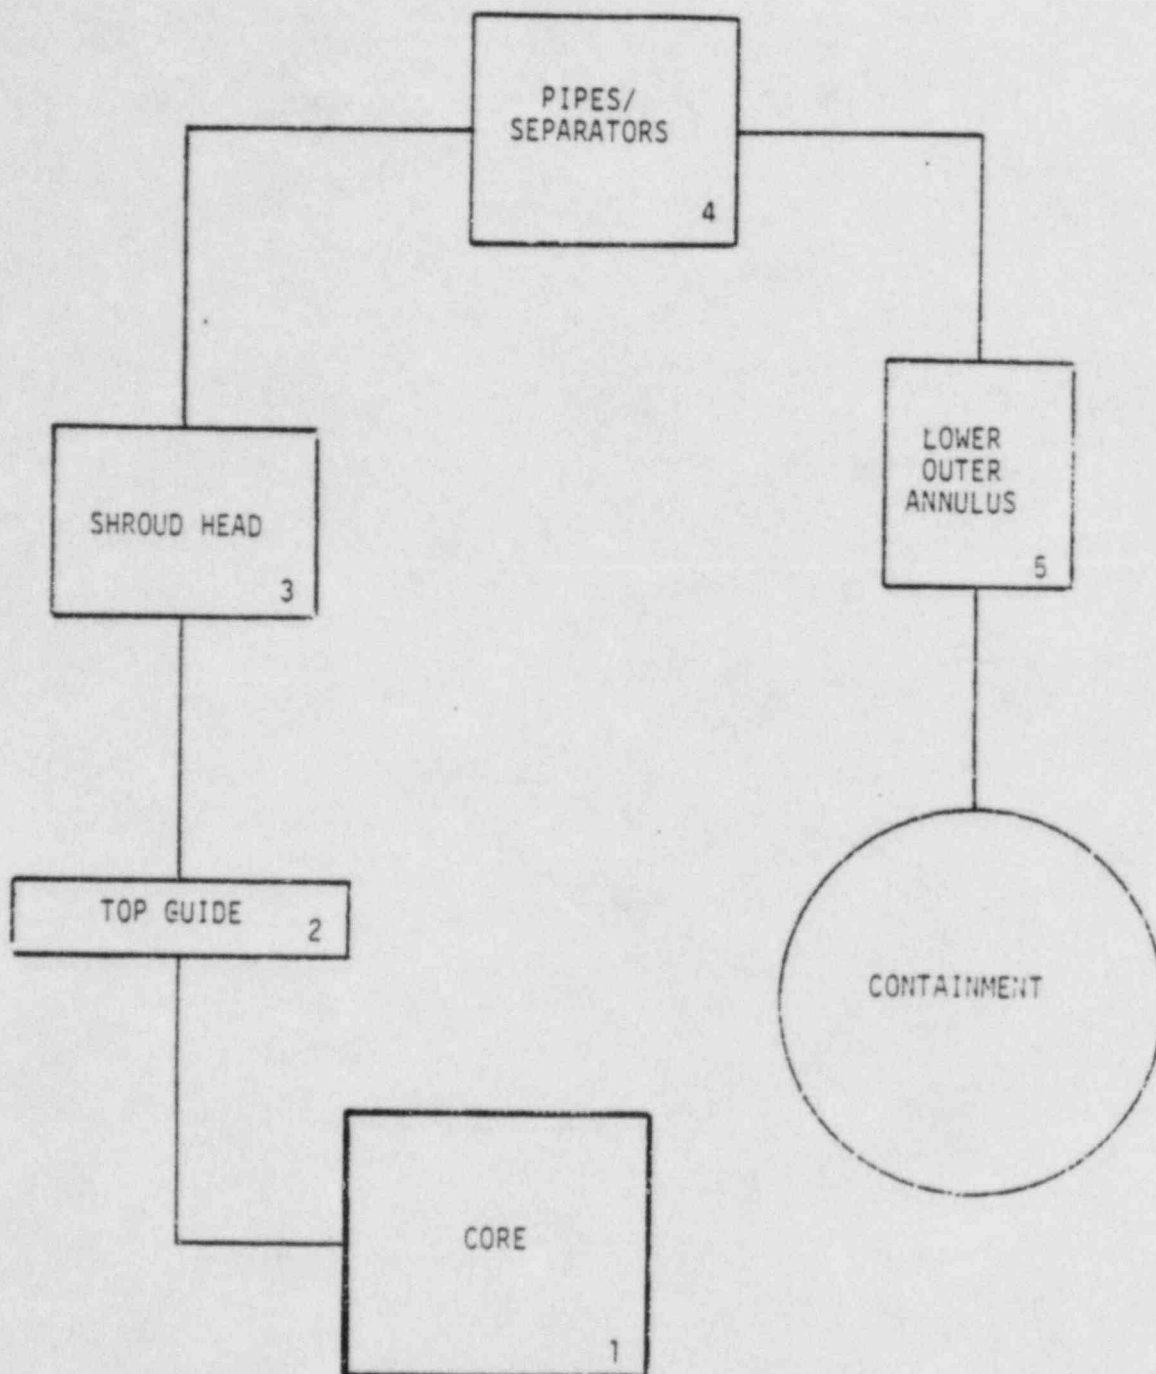 PIPES/
SEPARATORS
4
LOWER
OUTER
ANNULUS
5
SHROUD HEAD
3
TOP GUIDE
2
CONTAINMENT
CORE
1